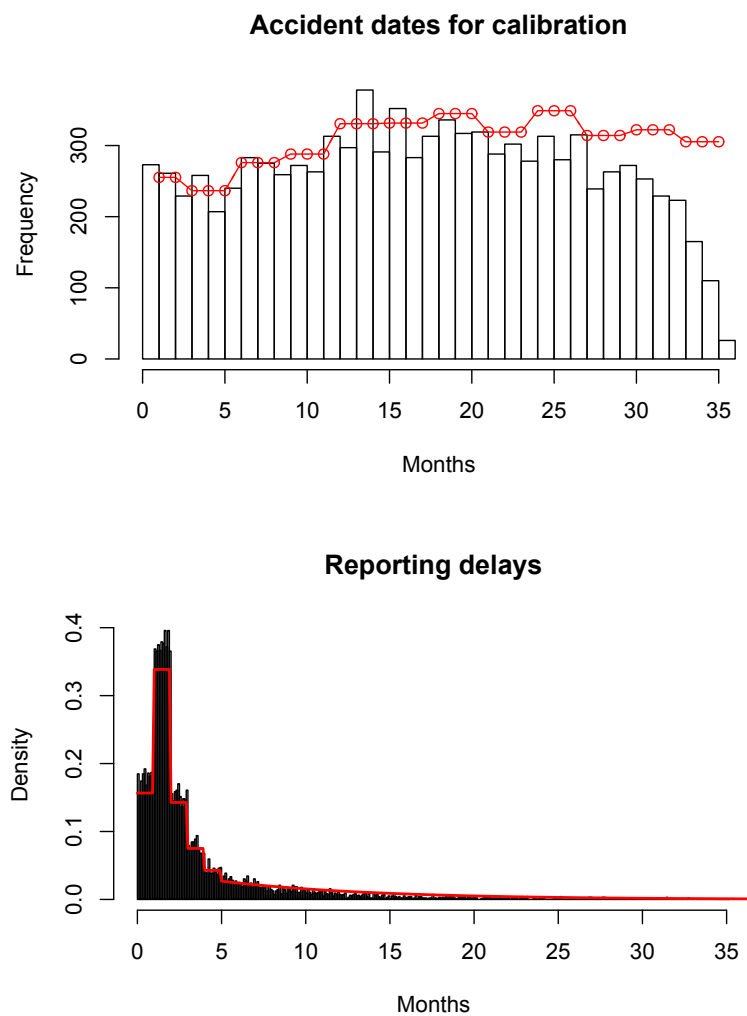 Accident dates for calibration
Frequency
300
200
100
0
0 5 10 15 20 25 30 35
Months
Reporting delays
Density
0.4
0.3
0.2
0.1
0.0
0 5 10 15 20 25 30 35
Months